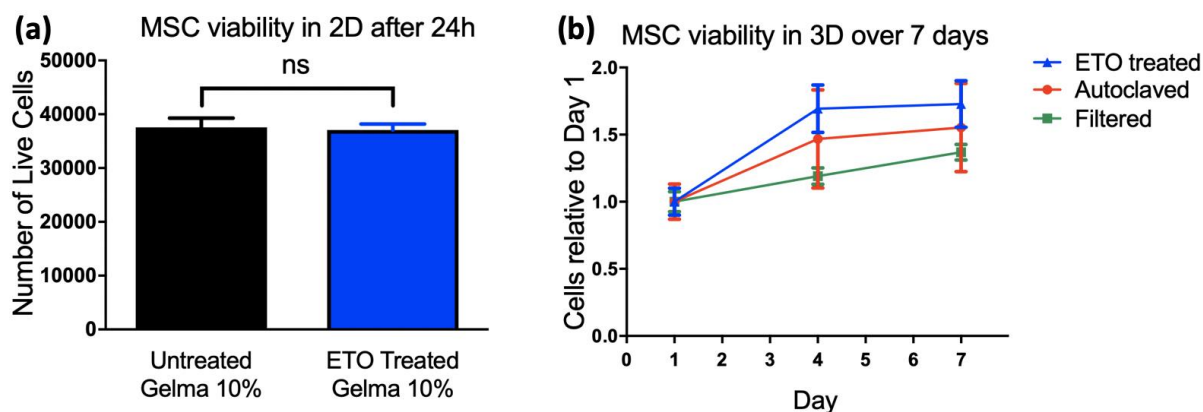 (a) MSC viability in 2D after 24h
50000
40000
30000
20000
10000
0
Number of Live Cells
ns
Untreated
Gelma 10%
ETO Treated
Gelma 10%
(b) MSC viability in 3D over 7 days
2.0
1.5
1.0
0.5
0.0
Cells relative to Day 1
0 1 2 3 4 5 6 7
Day
ETO treated
Autoclaved
Filtered